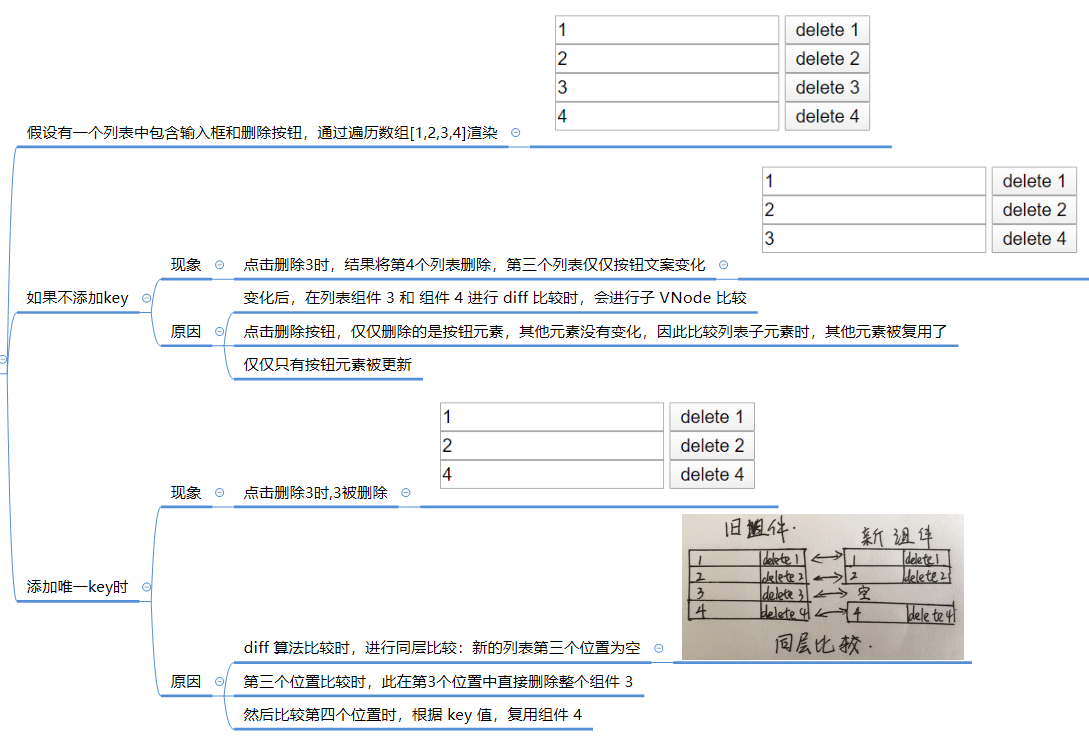 1 delete 1
2 delete 2
3 delete 3
4 delete 4
假设有一个列表中包含输入框和删除按钮，通过遍历数组[1,2,3,4]渲染
1 delete 1
2 delete 2
3 delete 4
现象
点击删除3时，结果将第4个列表删除，第三个列表仅仅按钮文案变化
如果不添加key
变化后，在列表组件 3 和 组件 4 进行 diff 比较时，会进行子 VNode 比较
原因
点击删除按钮，仅仅删除的是按钮元素，其他元素没有变化，因此比较列表子元素时，其他元素被复用了
仅仅只有按钮元素被更新
1 delete 1
2 delete 2
4 delete 4
现象
点击删除3时,3被删除
旧组件.
新组件
1 delete 1 1 delete 1
2 delete 2 2 delete 2
3 delete 3 空
4 delete 4 4 delete 4
同层比较.
添加唯一key时
diff 算法比较时，进行同层比较：新的列表第三个位置为空
原因
第三个位置比较时，此在第3个位置中直接删除整个组件 3
然后比较第四个位置时，根据 key 值，复用组件 4